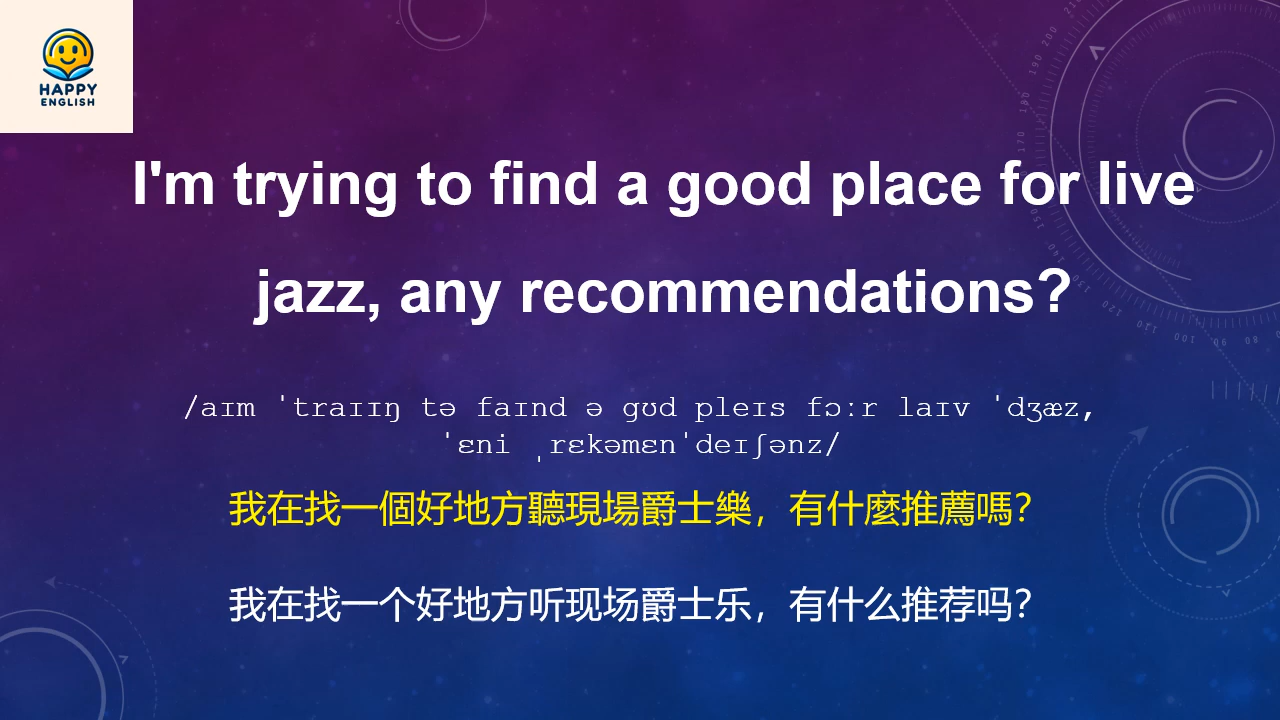 HAPPY
ENGLISH
I'm trying to find a good place for live
jazz, any recommendations?
/aɪm ˈtraɪɪŋ tə faɪnd ə ɡʊd pleɪs fɔːr laɪv ˈdʒæz,
ˈɛni ˌrɛkəmɛnˈdeɪʃənz/
我在找一個好地方聽現場爵士樂，有什麼推薦嗎？
我在找一个好地方听现场爵士乐，有什么推荐吗？